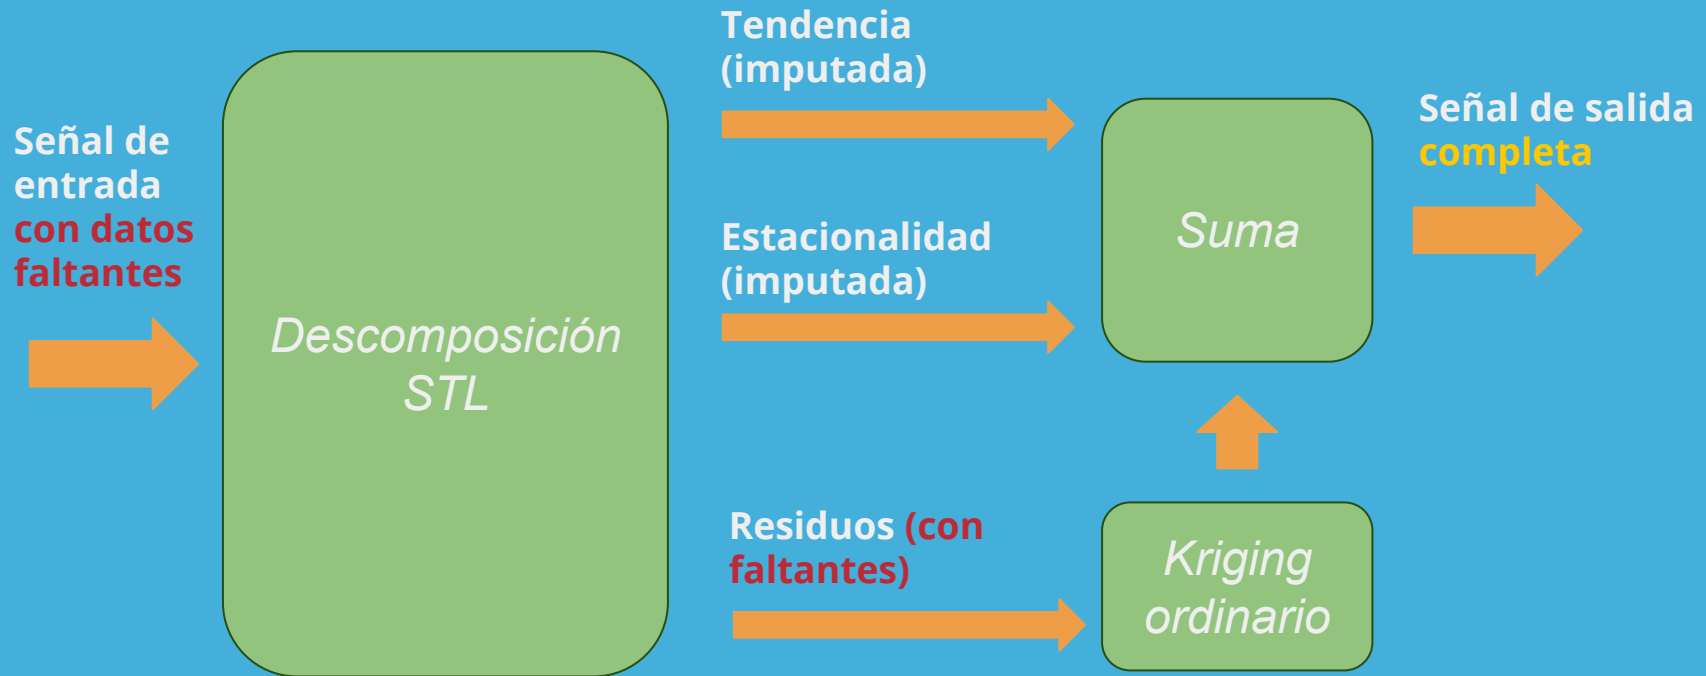 Señal de
entrada
con datos
faltantes
Descomposición
STL
Tendencia
(imputada)
Estacionalidad
(imputada)
Residuos (con
faltantes)
Suma
Kriging
ordinario
Señal de salida
completa